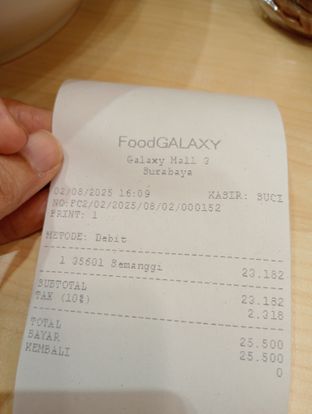 FoodGALAXY
Galaxy Mall 3
Surabaya
02/08/2025 16:09 KASIR: SUCI
NO:FC2/02/2025/08/02/000152
PRINT: 1
METODE: Debit
1 35601 Semanggi 23.182
SUBTOTAL 23.182
TAX (10%) 2.318
TOTAL 25.500
BAYAR 25.500
KEMBALI 0